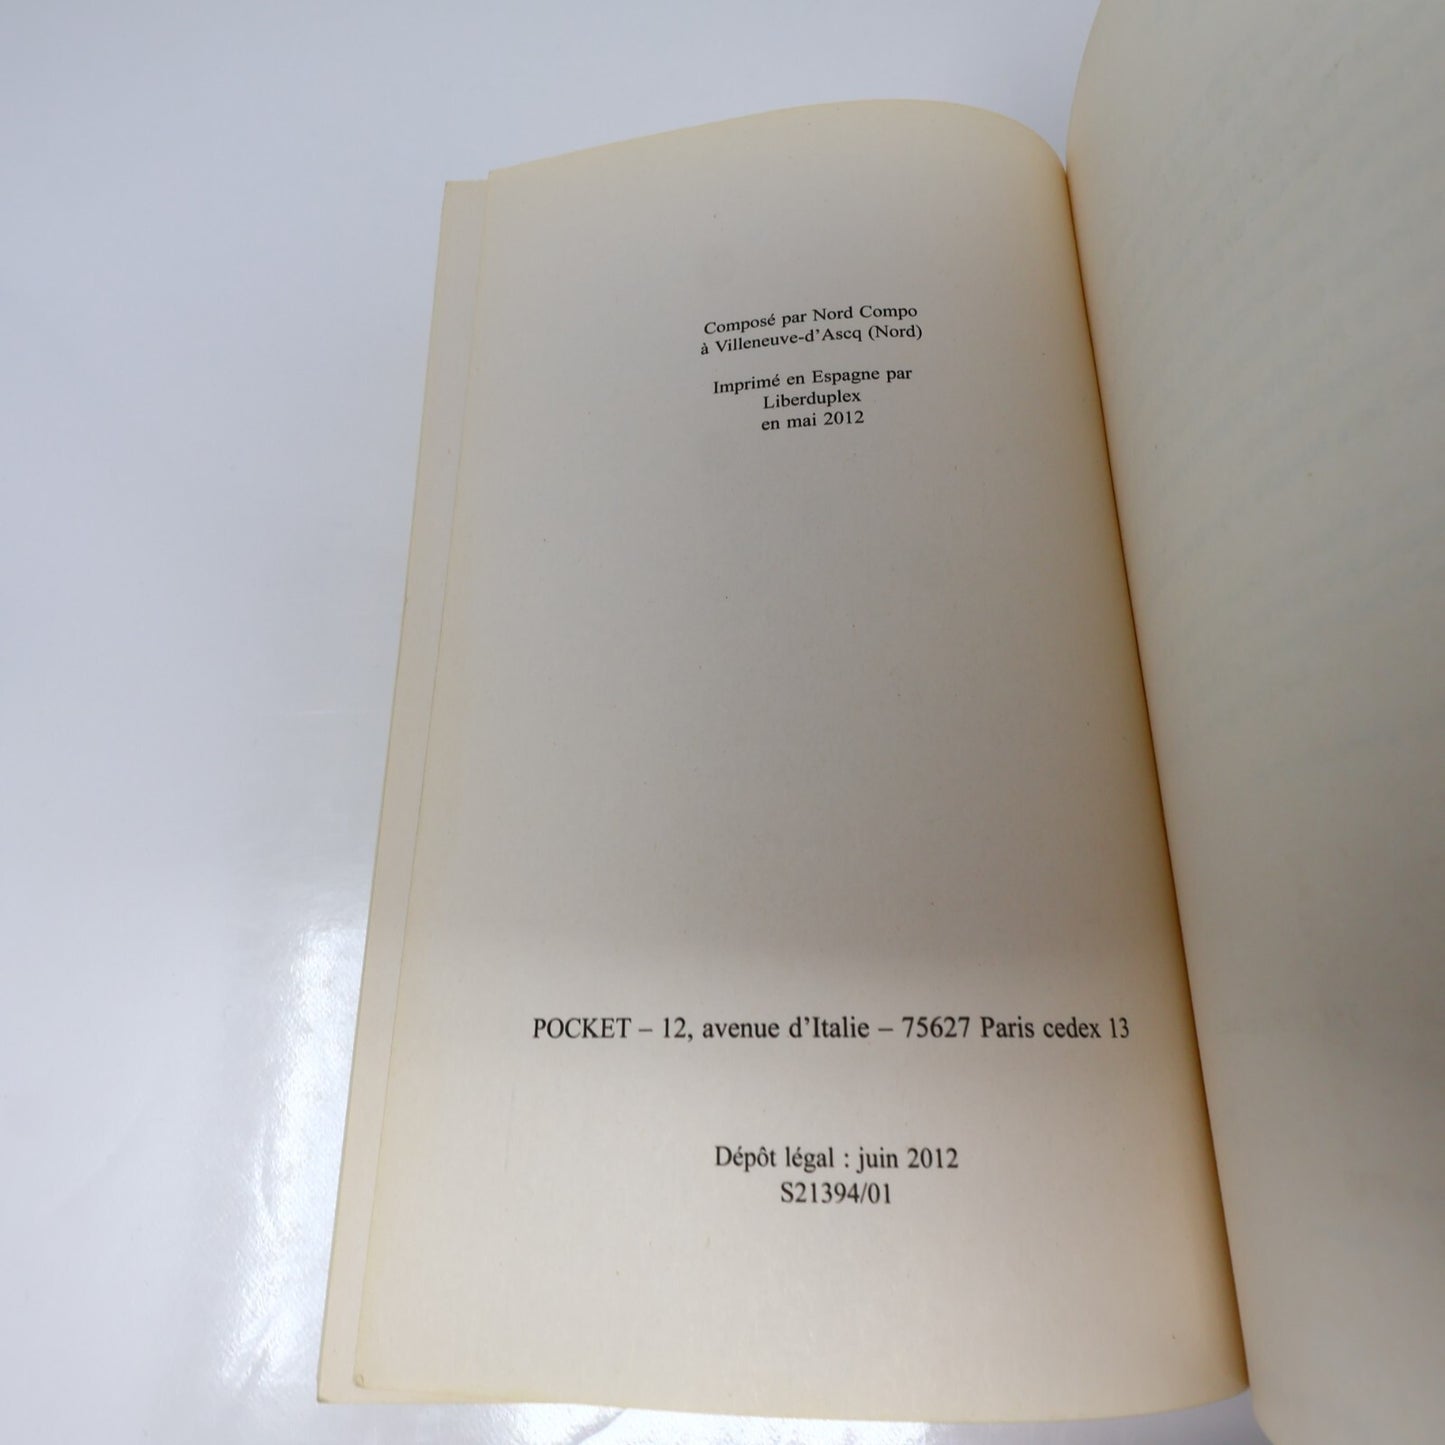 Composé par Nord Compo
à Villeneuve-d'Ascq (Nord)
Imprimé en Espagne par
Liberduplex
en mai 2012
POCKET – 12, avenue d'Italie – 75627 Paris cedex 13
Dépôt légal : juin 2012
S21394/01